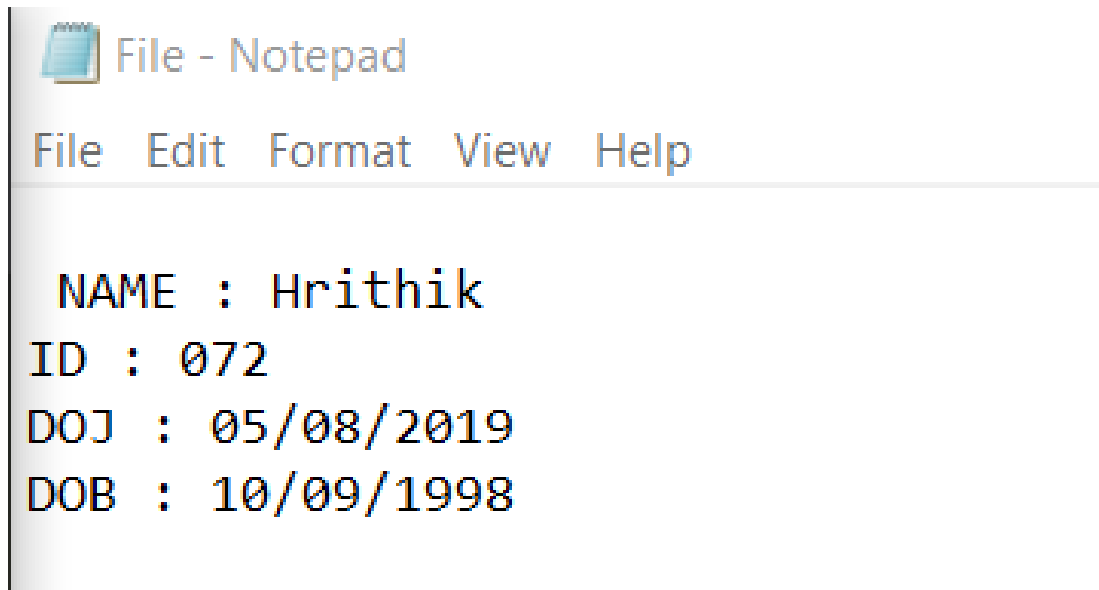 File - Notepad
File Edit Format View Help
NAME : Hrithik
ID : 072
DOJ : 05/08/2019
DOB : 10/09/1998